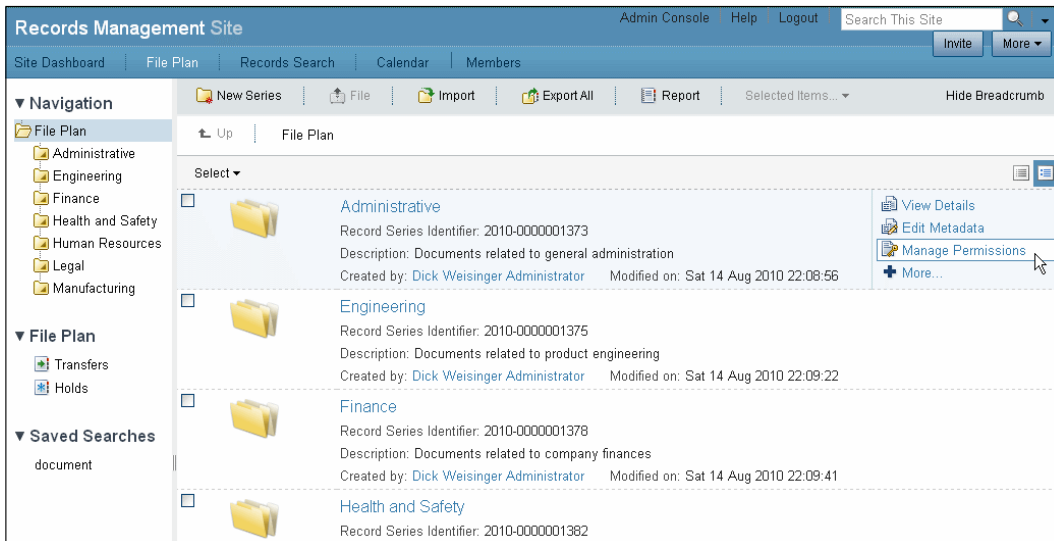 Records Management Site
Admin Console Help Logout Search This Site
Invite More
Site Dashboard File Plan Records Search Calendar Members
Navigation
File Plan
Administrative
Engineering
Finance
Health and Safety
Human Resources
Legal
Manufacturing
File Plan
Transfers
Holds
Saved Searches
document
New Series File Import Export All Report Selected Items... Hide Breadcrumb
Up File Plan
Select
Administrative
Record Series Identifier: 2010-0000001373
Description: Documents related to general administration
Created by: Dick Weisinger Administrator Modified on: Sat 14 Aug 2010 22:08:56
View Details
Edit Metadata
Manage Permissions
More...
Engineering
Record Series Identifier: 2010-0000001375
Description: Documents related to product engineering
Created by: Dick Weisinger Administrator Modified on: Sat 14 Aug 2010 22:09:22
Finance
Record Series Identifier: 2010-0000001378
Description: Documents related to company finances
Created by: Dick Weisinger Administrator Modified on: Sat 14 Aug 2010 22:09:41
Health and Safety
Record Series Identifier: 2010-0000001382